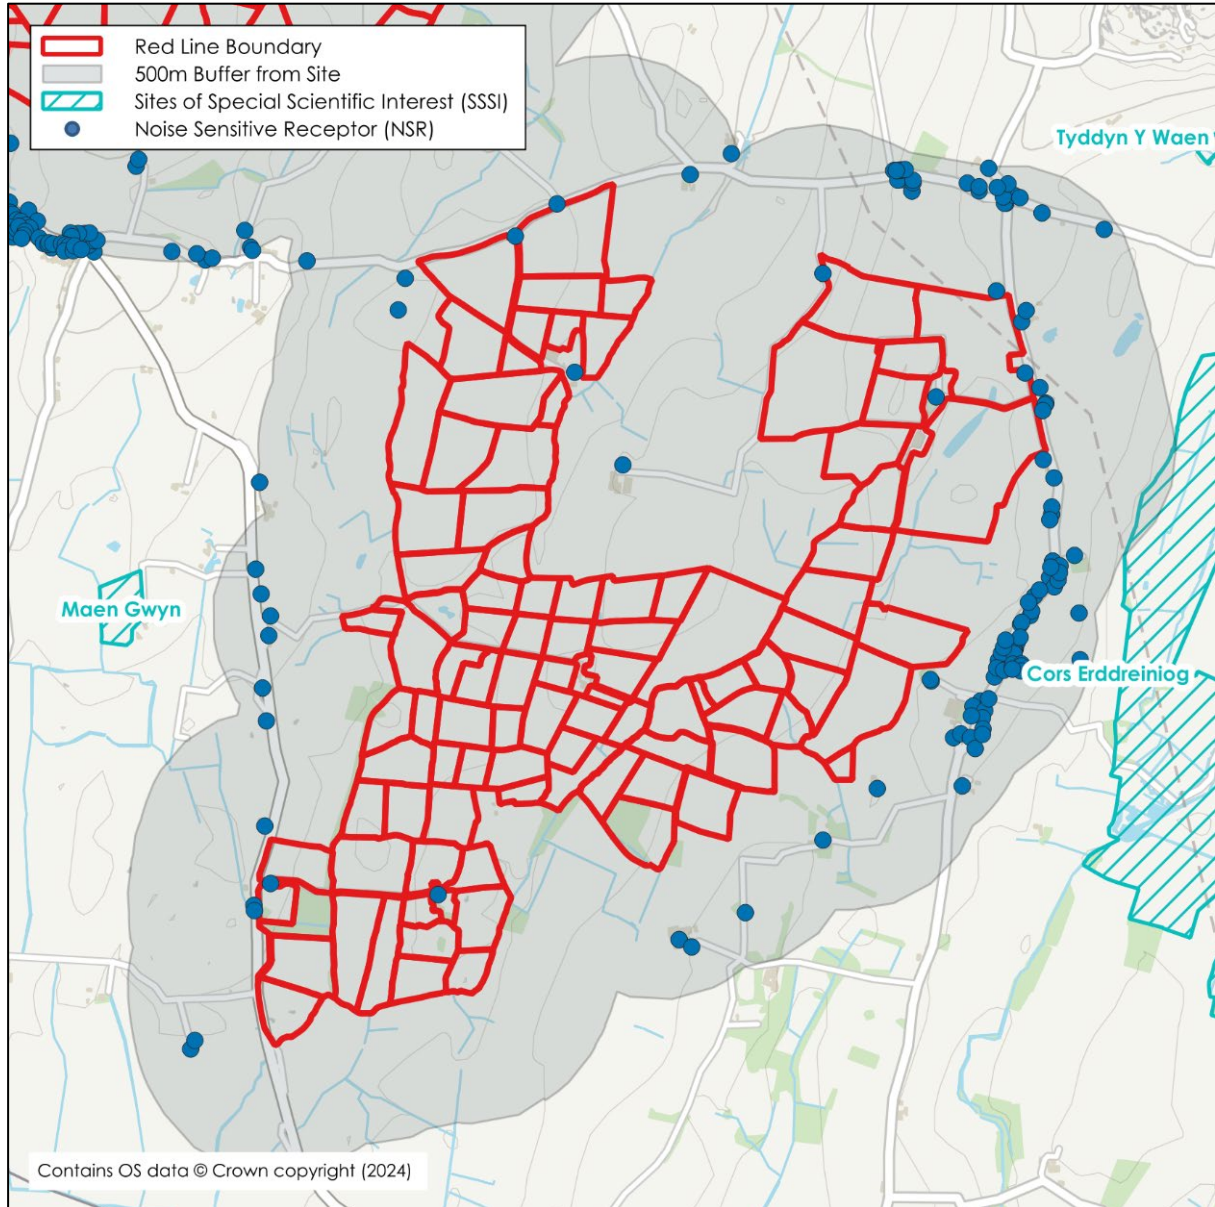 Red Line Boundary
500m Buffer from Site
Sites of Special Scientific Interest (SSSI)
Noise Sensitive Receptor (NSR)
Tyddyn Y Waen
Maen Gwyn
Cors Erddreiniog
Contains OS data © Crown copyright (2024)